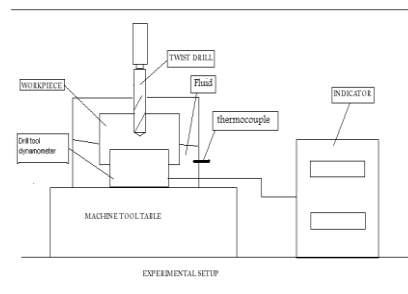 TWIST DRILL
WORKPIECE
Fluid
INDICATOR
thermocouple
Drill tool
dynamometer
MACHINE TOOL TABLE
EXPERIMENTAL SETUP